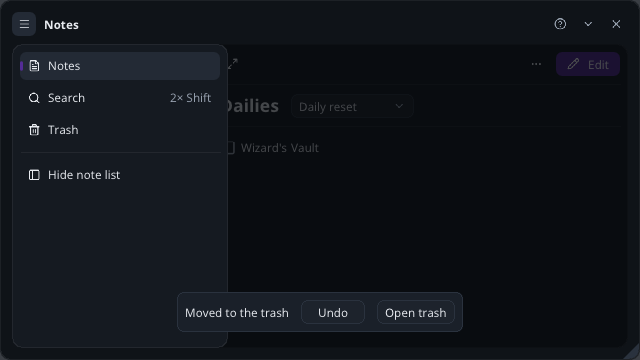 Notes
Notes
Search 2× Shift
Trash
Hide note list
Edit
Dailies Daily reset
Wizard's Vault
Moved to the trash Undo Open trash